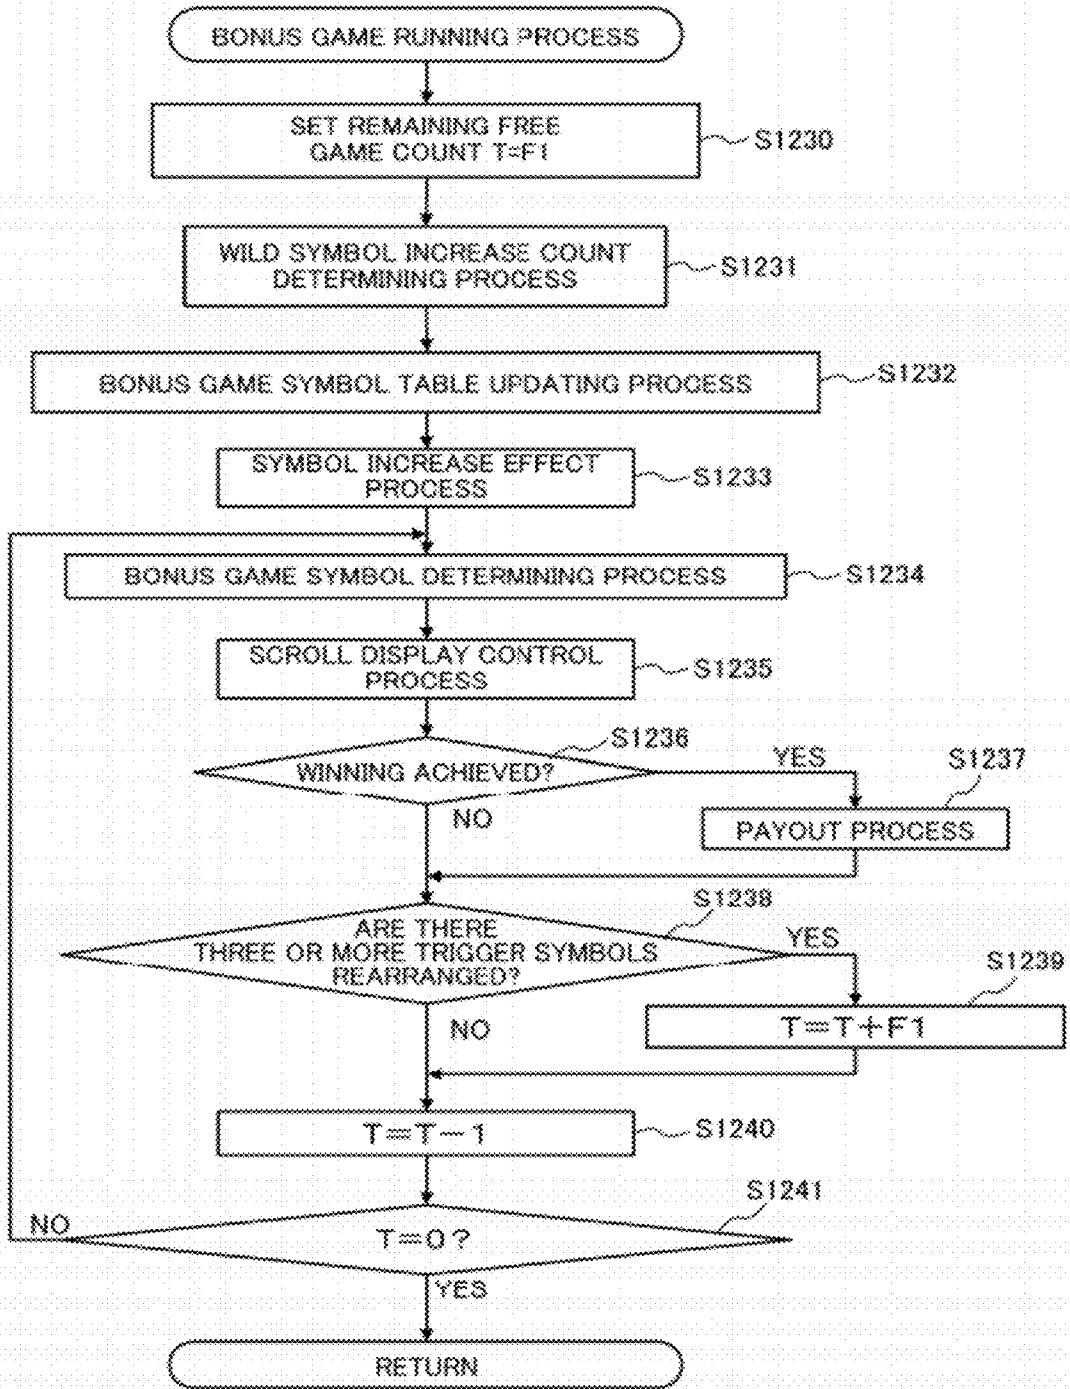 BONUS GAME RUNNING PROCESS
SET REMAINING FREE
GAME COUNT T=F1
S1230
WILD SYMBOL INCREASE COUNT
DETERMINING PROCESS
S1231
BONUS GAME SYMBOL TABLE UPDATING PROCESS
S1232
SYMBOL INCREASE EFFECT
PROCESS
S1233
BONUS GAME SYMBOL DETERMINING PROCESS
S1234
SCROLL DISPLAY CONTROL
PROCESS
S1235
S1236
WINNING ACHIEVED?
YES
S1237
NO
PAYOUT PROCESS
S1238
ARE THERE
THREE OR MORE TRIGGER SYMBOLS
REARRANGED?
YES
S1239
NO
T=T+F1
T=T-1
S1240
S1241
NO
T=0?
YES
RETURN